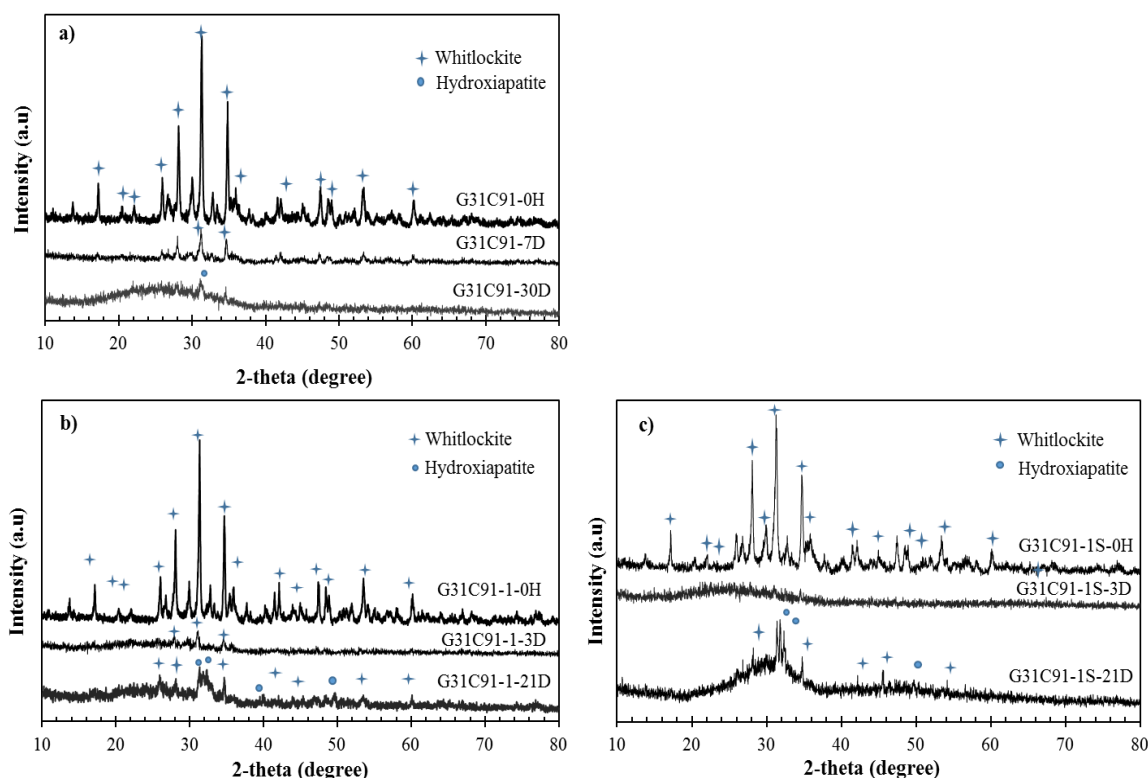 a)
Whitlockite
Hydroxiapatite
G31C91-0H
G31C91-7D
G31C91-30D
Intensity (a.u)
10 20 30 40 50 60 70 80
2-theta (degree)
b)
Whitlockite
Hydroxiapatite
G31C91-1-0H
G31C91-1-3D
G31C91-1-21D
Intensity (a.u)
10 20 30 40 50 60 70 80
2-theta (degree)
c)
Whitlockite
Hydroxiapatite
G31C91-1S-0H
G31C91-1S-3D
G31C91-1S-21D
Intensity (a.u)
10 20 30 40 50 60 70 80
2-theta (degree)